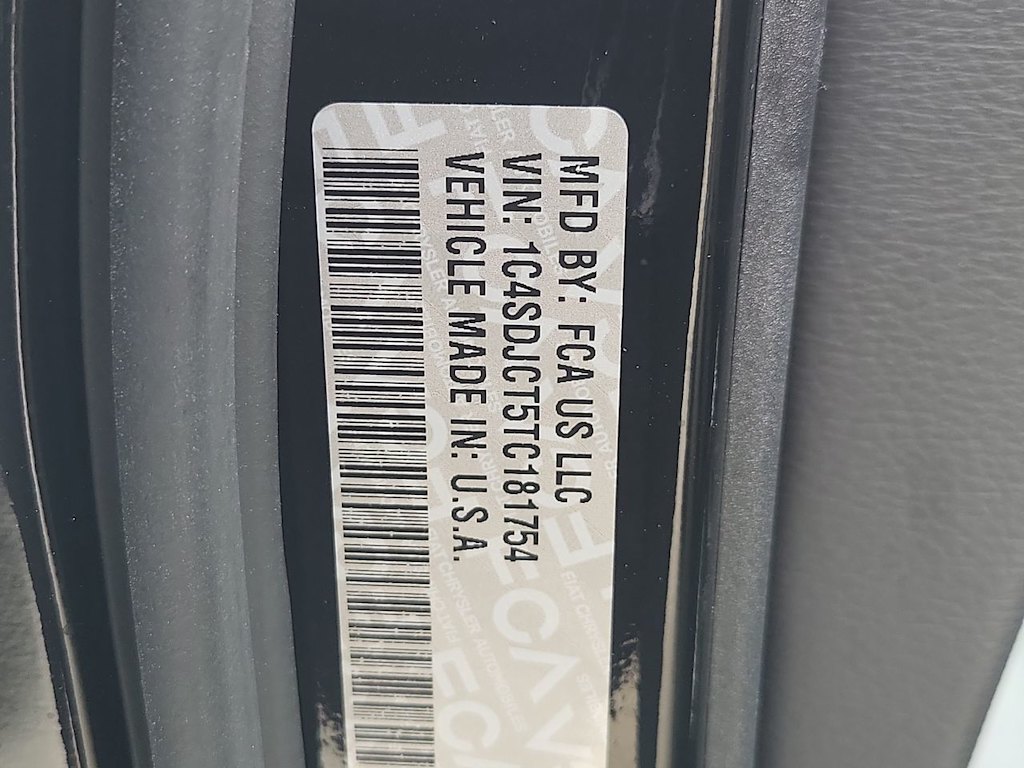 MFD BY: FCA US LLC
VIN: 1C4SDJCT5TC181754
VEHICLE MADE IN: U.S.A.